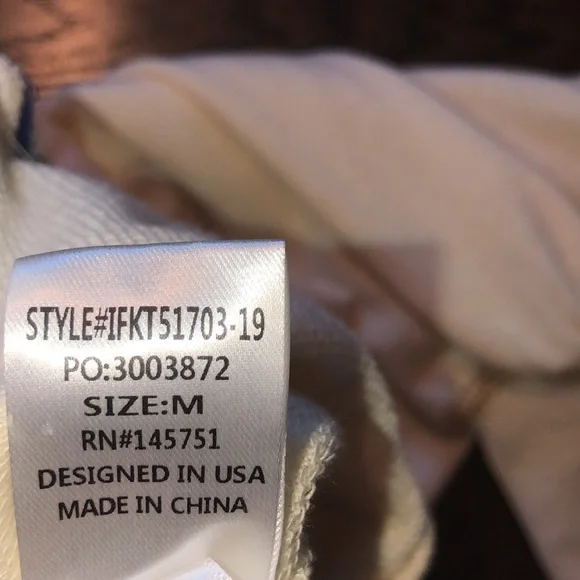 STYLE#IFKT51703-19
PO:3003872
SIZE:M
RN#145751
DESIGNED IN USA
MADE IN CHINA